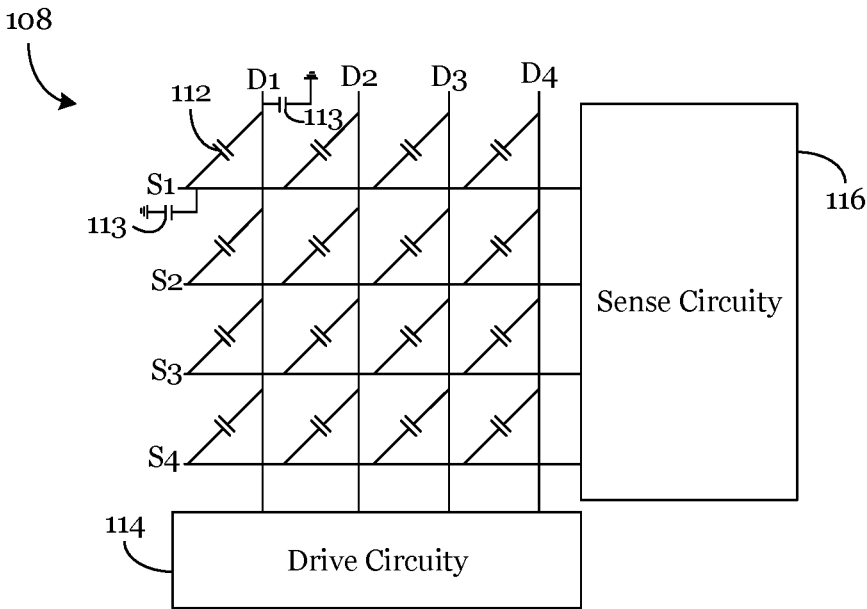 108
D1
D2
D3
D4
112
113
S1
113
116
S2
Sense Circuity
S3
S4
114
Drive Circuity